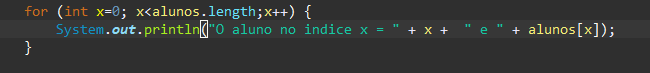 for (int x=0; x<alunos.length;x++) {
System.out.println("O aluno no indice x = " + x +  " e " + alunos[x]);
}